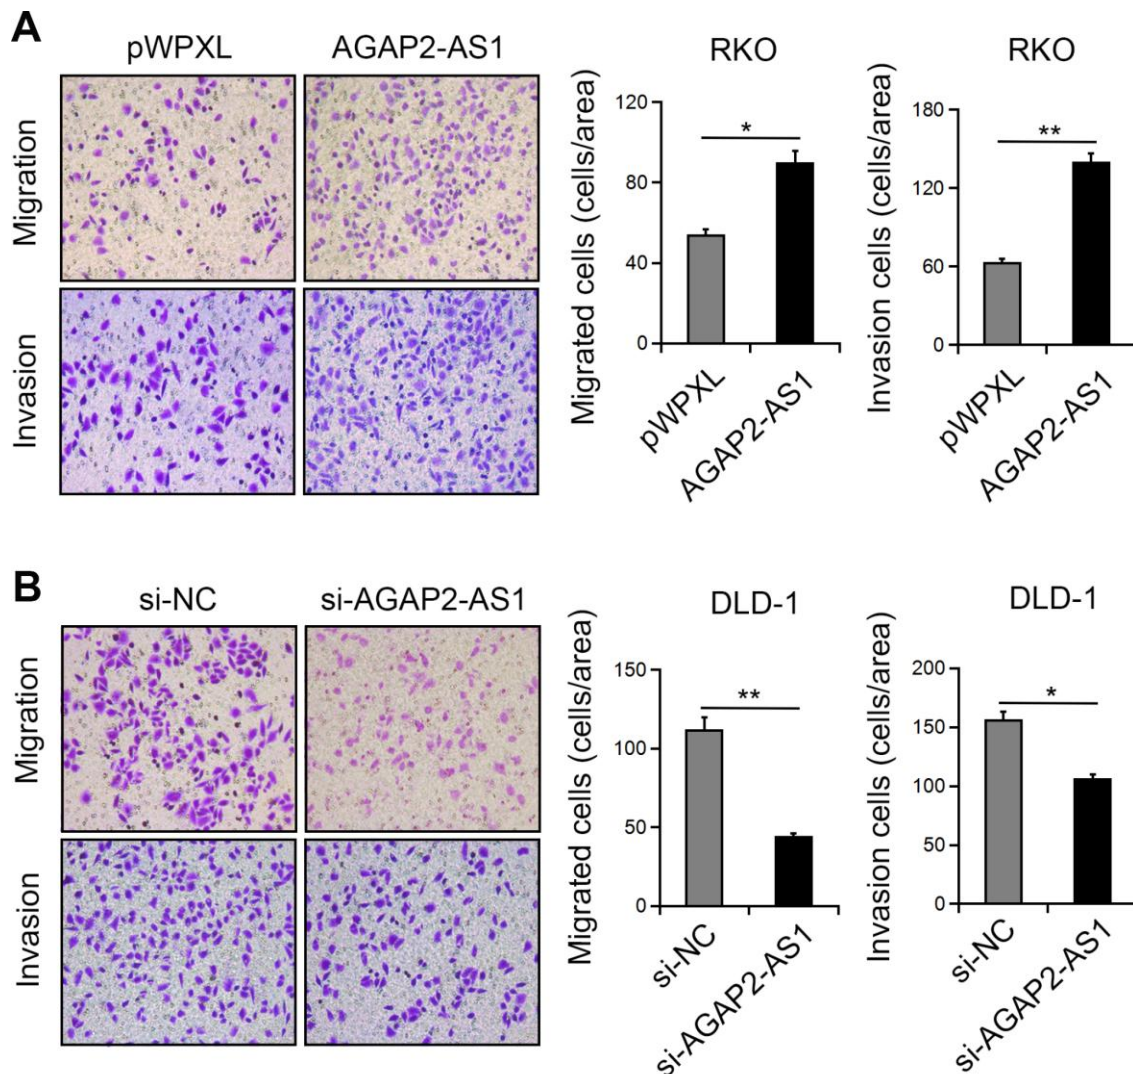 A
pWPXL
AGAP2-AS1
Migration
Invasion
RKO
Migrated cells (cells/area)
120
80
40
0
*
pWPXL
AGAP2-AS1
RKO
Invasion cells (cells/area)
180
120
60
0
**
pWPXL
AGAP2-AS1
B
si-NC
si-AGAP2-AS1
Migration
Invasion
DLD-1
Migrated cells (cells/area)
150
100
50
0
**
si-NC
si-AGAP2-AS1
DLD-1
Invasion cells (cells/area)
200
150
100
50
0
*
si-NC
si-AGAP2-AS1